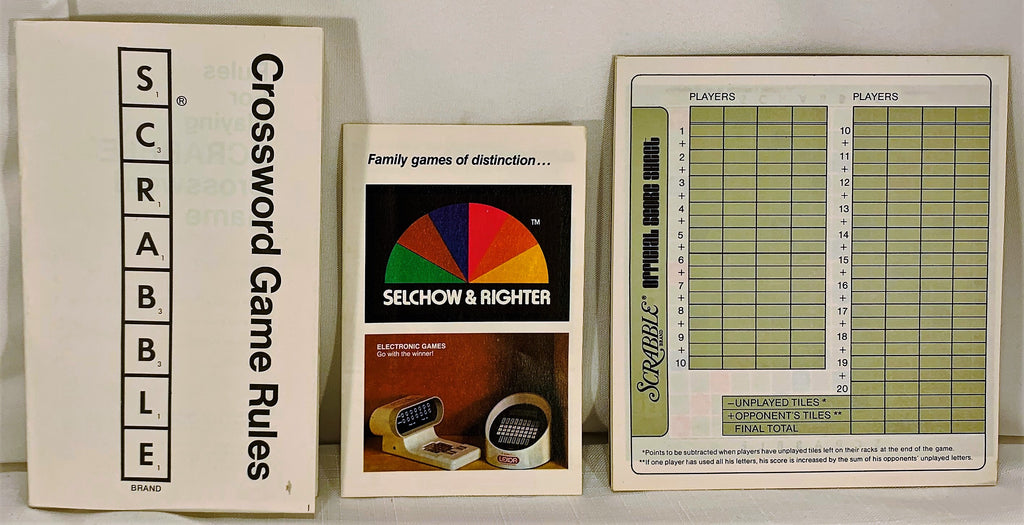 SCRABBLE
®
BRAND
Crossword Game Rules
Family games of distinction...
TM
SELCHOW & RIGHTER
ELECTRONIC GAMES
Go with the winner!
SCRABBLE® OFFICIAL SCORE SHEET
BRAND
PLAYERS
1
+
2
+
3
+
4
+
5
+
6
+
7
+
8
+
9
+
10
PLAYERS
10
+
11
+
12
+
13
+
14
+
15
+
16
+
17
+
18
+
19
+
20
–UNPLAYED TILES *
+OPPONENT'S TILES **
FINAL TOTAL
*Points to be subtracted when players have unplayed tiles left on their racks at the end of the game.
**If one player has used all his letters, his score is increased by the sum of his opponents' unplayed letters.